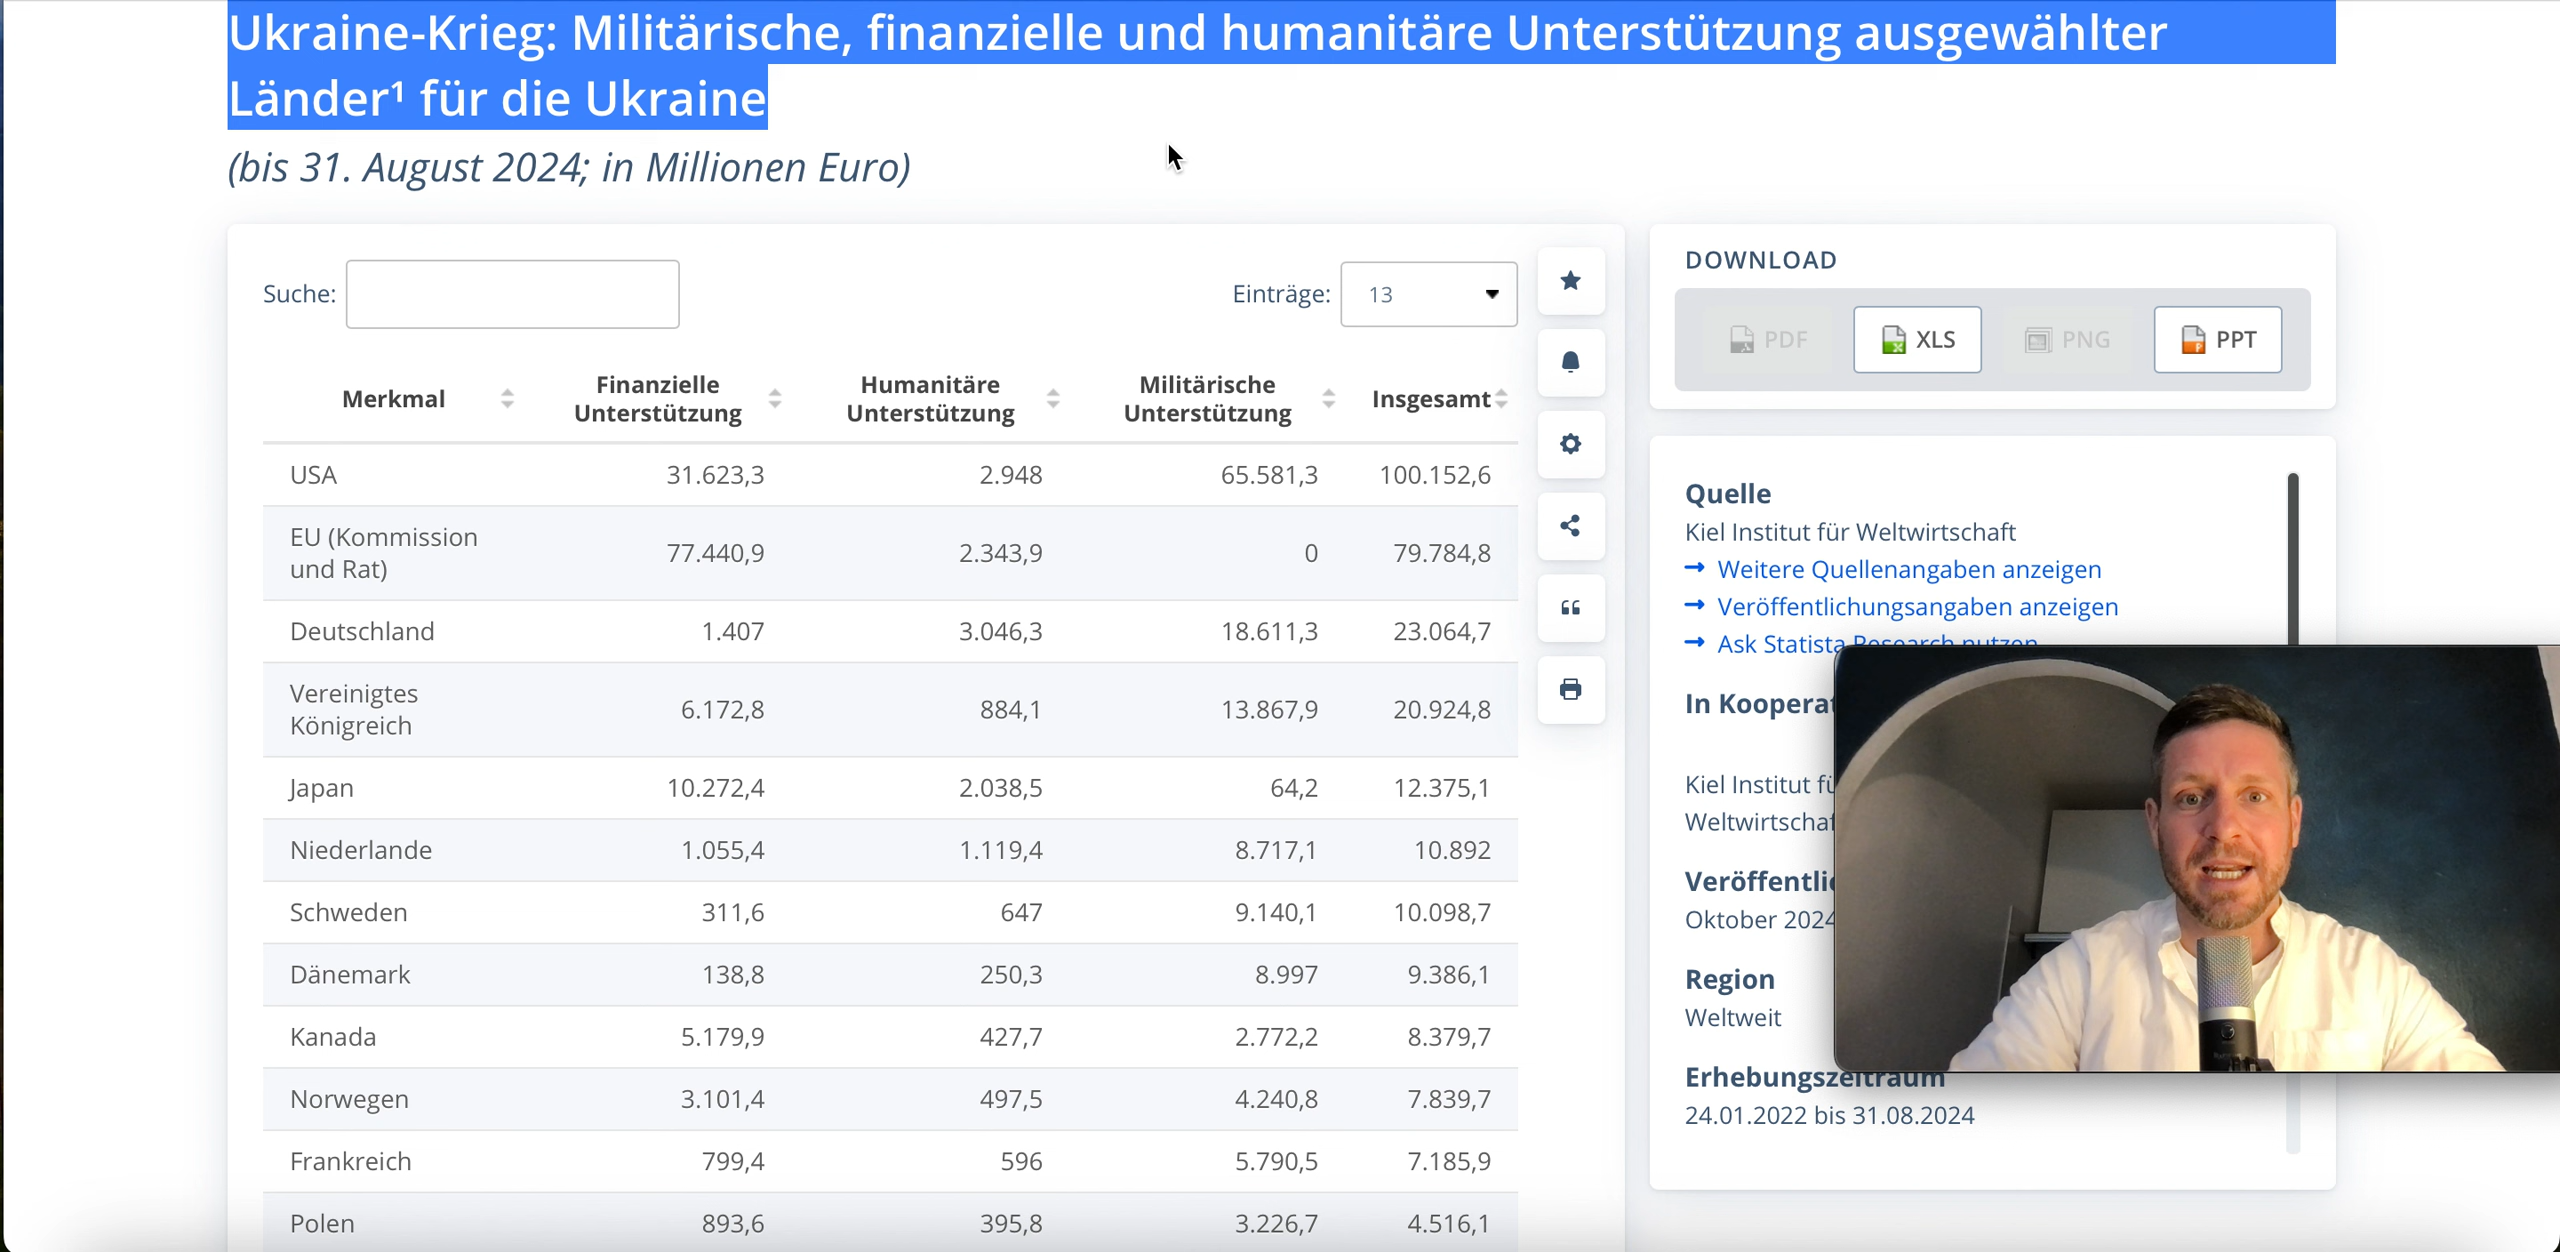 Ukraine-Krieg: Militärische, finanzielle und humanitäre Unterstützung ausgewählter
Länder¹ für die Ukraine
(bis 31. August 2024; in Millionen Euro)
Suche:
Einträge: 13
Merkmal Finanzielle Unterstützung Humanitäre Unterstützung Militärische Unterstützung Insgesamt
USA 31.623,3 2.948 65.581,3 100.152,6
EU (Kommission und Rat) 77.440,9 2.343,9 0 79.784,8
Deutschland 1.407 3.046,3 18.611,3 23.064,7
Vereinigtes Königreich 6.172,8 884,1 13.867,9 20.924,8
Japan 10.272,4 2.038,5 64,2 12.375,1
Niederlande 1.055,4 1.119,4 8.717,1 10.892
Schweden 311,6 647 9.140,1 10.098,7
Dänemark 138,8 250,3 8.997 9.386,1
Kanada 5.179,9 427,7 2.772,2 8.379,7
Norwegen 3.101,4 497,5 4.240,8 7.839,7
Frankreich 799,4 596 5.790,5 7.185,9
Polen 893,6 395,8 3.226,7 4.516,1
DOWNLOAD
PDF XLS PNG PPT
Quelle
Kiel Institut für Weltwirtschaft
→ Weitere Quellenangaben anzeigen
→ Veröffentlichungsangaben anzeigen
→ Ask Statista Research nutzen
In
Kiel Institut
Oktober 2024
Region
Weltweit
Erhebungszeitraum
24.01.2022 bis 31.08.2024